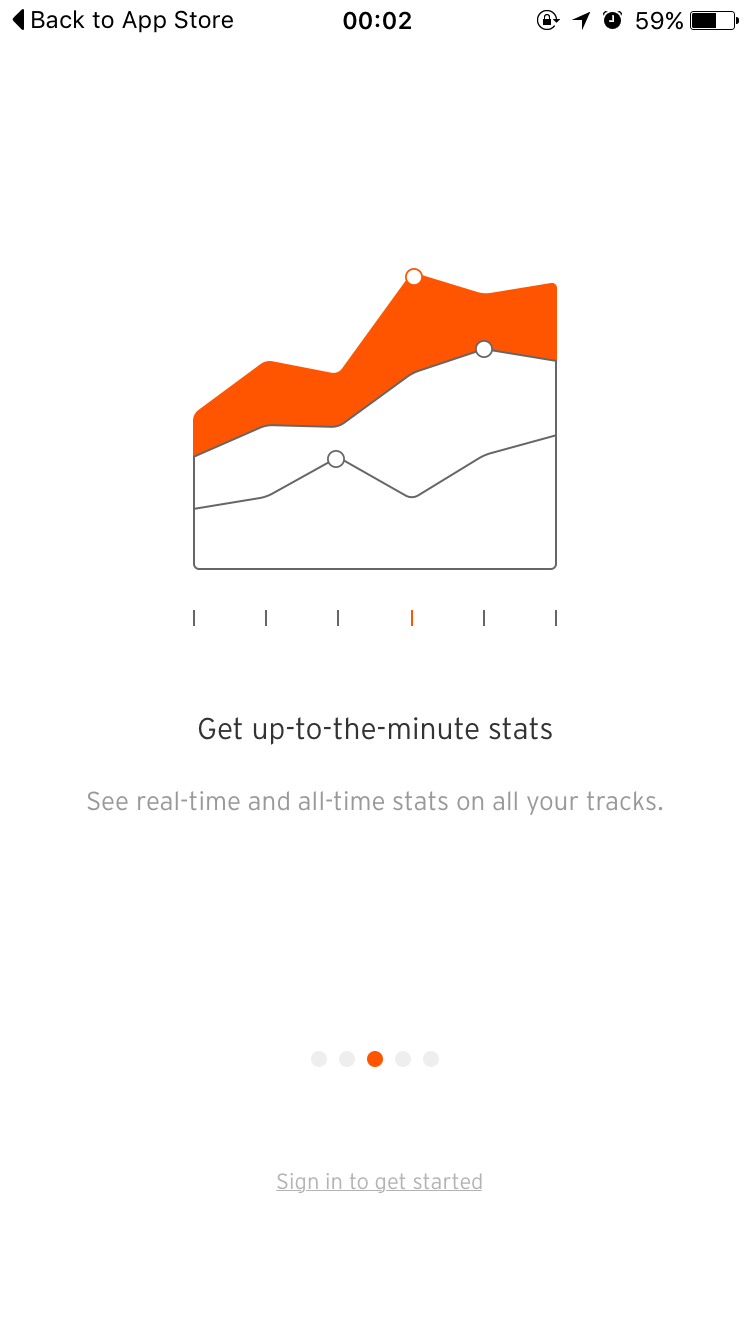 Back to App Store 00:02 59%
Get up-to-the-minute stats
See real-time and all-time stats on all your tracks.
Sign in to get started